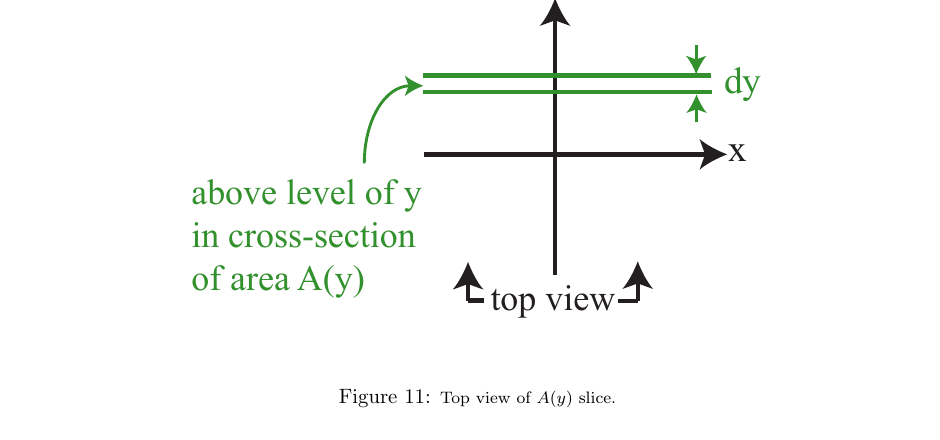 dy
x
above level of y
in cross-section
of area A(y)
top view
Figure 11: Top view of A(y) slice.